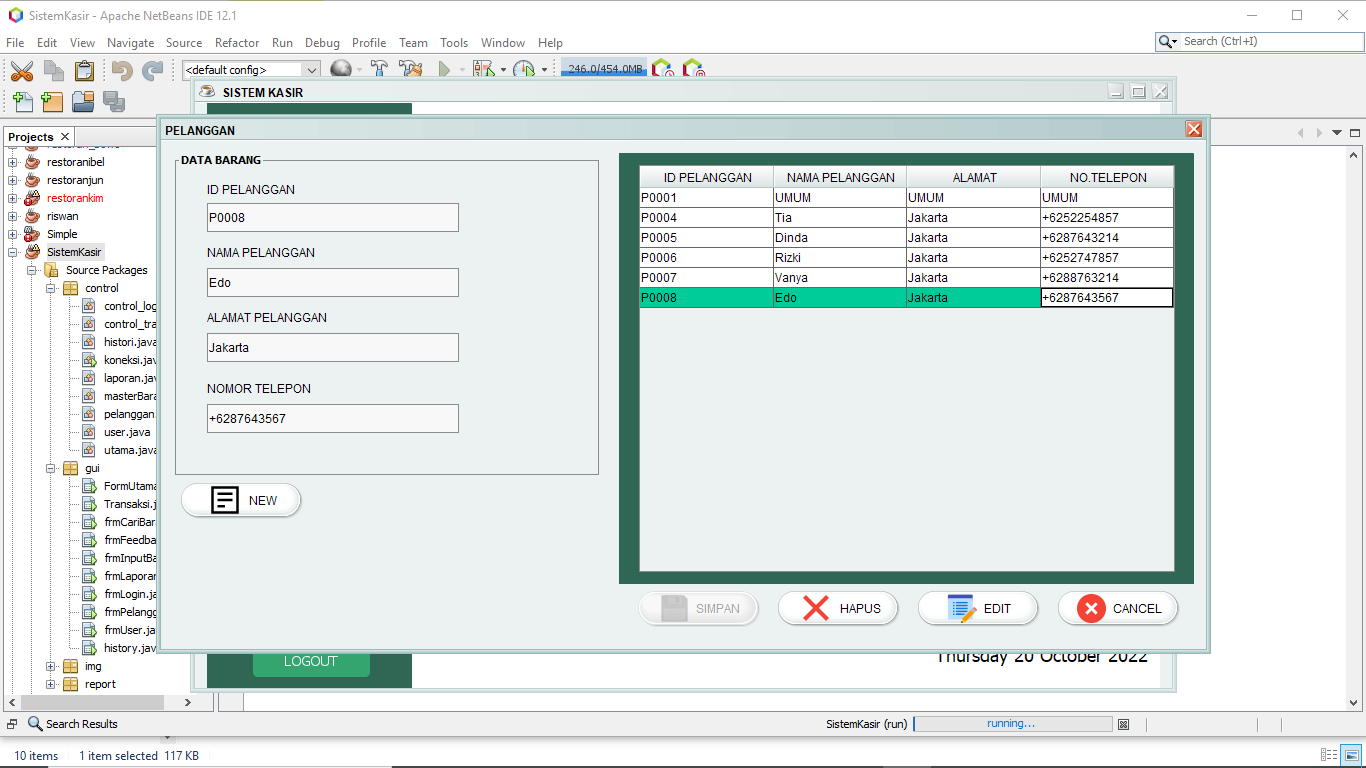 SistemKasir - Apache NetBeans IDE 12.1
File Edit View Navigate Source Refactor Run Debug Profile Team Tools Window Help
Search (Ctrl+I)
<default config>
246.0/454.0MB
SISTEM KASIR
PELANGGAN
Projects
restoranibel
restoranjun
restorankim
riswan
Simple
SistemKasir
Source Packages
control
control_log
control_tra
histori.java
koneksi.java
laporan.jav
masterBara
pelanggan.
user.java
utama.java
gui
FormUtama
Transaksi.j
frmCariBar
frmFeedba
frmInputBa
frmLaporan
frmLogin.ja
frmPelangg
frmUser.ja
history.java
img
report
DATA BARANG
ID PELANGGAN
P0008
NAMA PELANGGAN
Edo
ALAMAT PELANGGAN
Jakarta
NOMOR TELEPON
+6287643567
NEW
ID PELANGGAN NAMA PELANGGAN ALAMAT NO.TELEPON
P0001 UMUM UMUM UMUM
P0004 Tia Jakarta +6252254857
P0005 Dinda Jakarta +6287643214
P0006 Rizki Jakarta +6252747857
P0007 Vanya Jakarta +6288763214
P0008 Edo Jakarta +6287643567
SIMPAN HAPUS EDIT CANCEL
LOGOUT
Thursday 20 October 2022
Search Results
SistemKasir (run) running...
10 items 1 item selected 117 KB